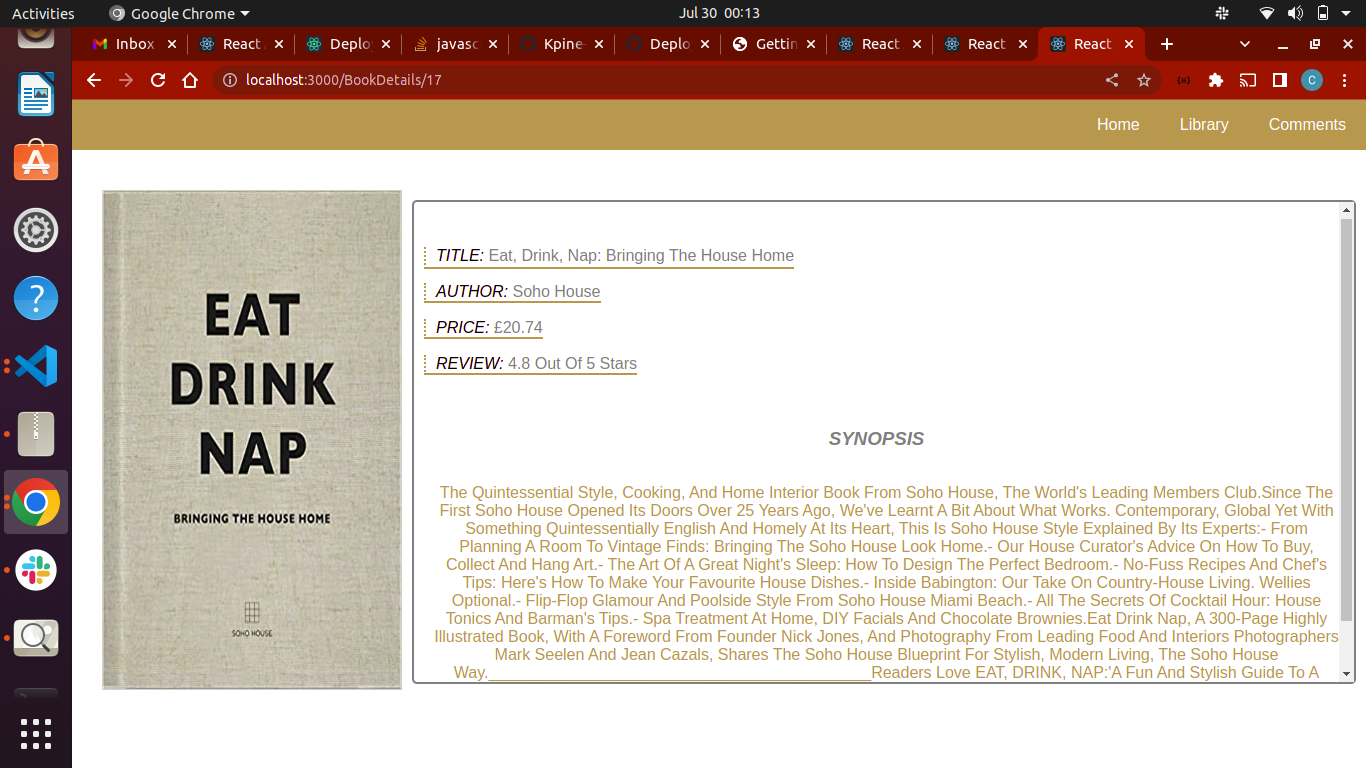 Activities
Google Chrome
Jul 30 00:13
Inbox
React
Deploy
javasc
Kpine
Deplo
Gettin
React
React
React
localhost:3000/BookDetails/17
C
Home
Library
Comments
EAT
DRINK
NAP
BRINGING THE HOUSE HOME
SOHO HOUSE
TITLE: Eat, Drink, Nap: Bringing The House Home
AUTHOR: Soho House
PRICE: £20.74
REVIEW: 4.8 Out Of 5 Stars
SYNOPSIS
The Quintessential Style, Cooking, And Home Interior Book From Soho House, The World's Leading Members Club.Since The
First Soho House Opened Its Doors Over 25 Years Ago, We've Learnt A Bit About What Works. Contemporary, Global Yet With
Something Quintessentially English And Homely At Its Heart, This Is Soho House Style Explained By Its Experts:- From
Planning A Room To Vintage Finds: Bringing The Soho House Look Home.- Our House Curator's Advice On How To Buy,
Collect And Hang Art.- The Art Of A Great Night's Sleep: How To Design The Perfect Bedroom.- No-Fuss Recipes And Chef's
Tips: Here's How To Make Your Favourite House Dishes.- Inside Babington: Our Take On Country-House Living. Wellies
Optional.- Flip-Flop Glamour And Poolside Style From Soho House Miami Beach.- All The Secrets Of Cocktail Hour: House
Tonics And Barman's Tips.- Spa Treatment At Home, DIY Facials And Chocolate Brownies.Eat Drink Nap, A 300-Page Highly
Illustrated Book, With A Foreword From Founder Nick Jones, And Photography From Leading Food And Interiors Photographers
Mark Seelen And Jean Cazals, Shares The Soho House Blueprint For Stylish, Modern Living, The Soho House
Way.___________________________________________Readers Love EAT, DRINK, NAP:'A Fun And Stylish Guide To A